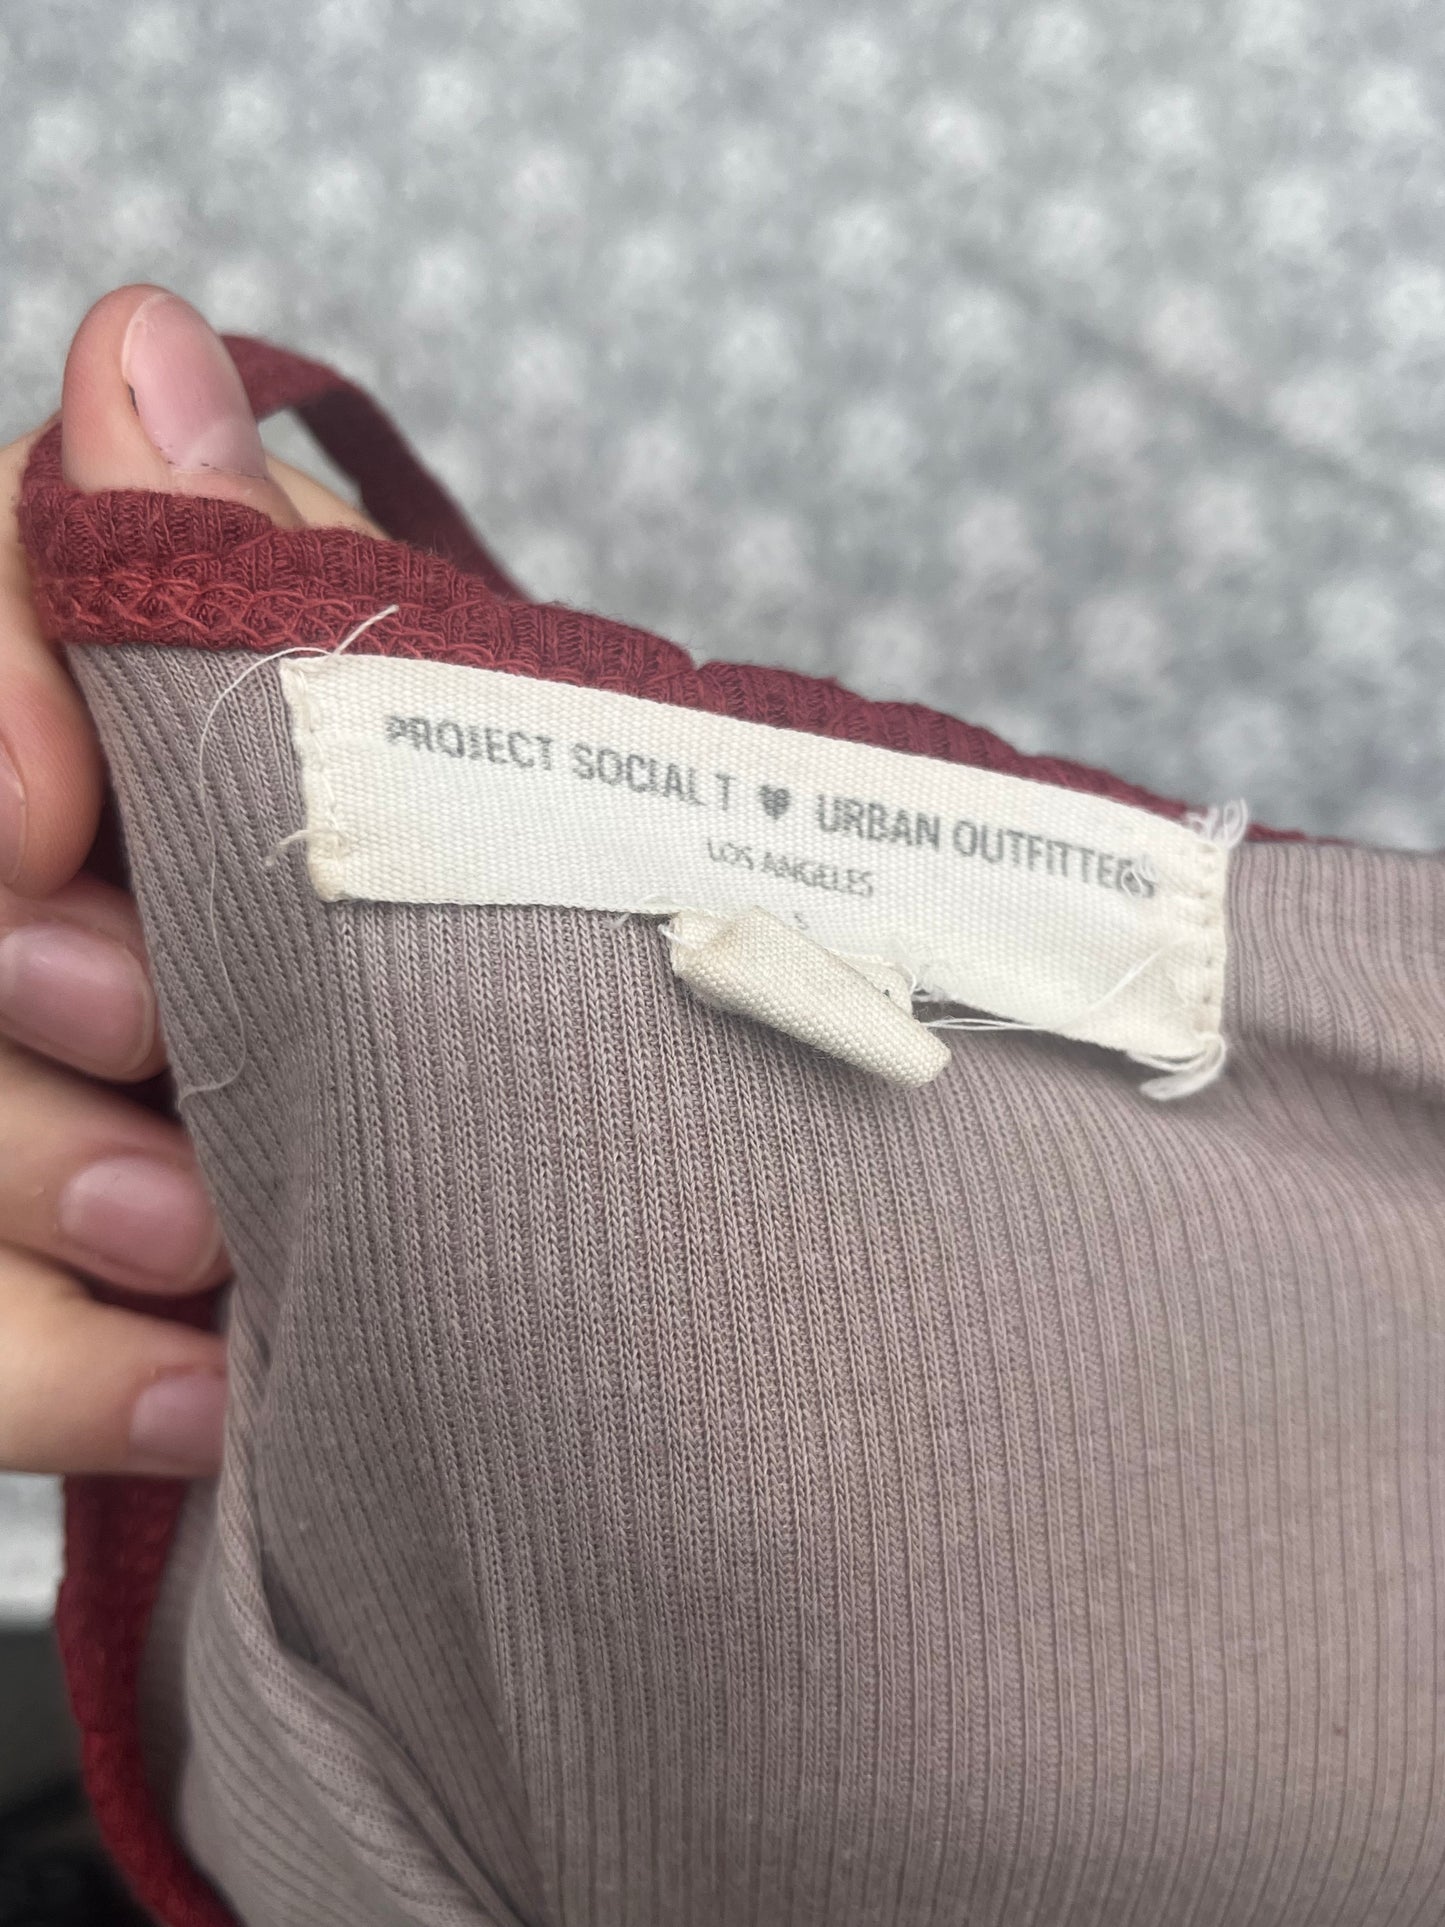 PROJECT SOCIAL T ♥ URBAN OUTFITTERS
LOS ANGELES
S